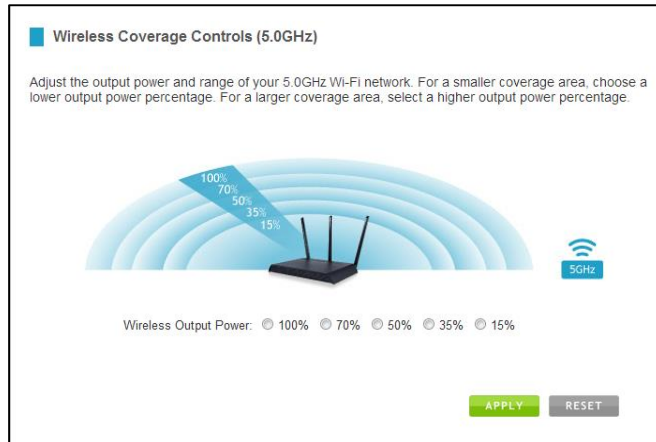 Wireless Coverage Controls (5.0GHz)
Adjust the output power and range of your 5.0GHz Wi-Fi network. For a smaller coverage area, choose a
lower output power percentage. For a larger coverage area, select a higher output power percentage.
100%
70%
50%
35%
15%
5GHz
Wireless Output Power: 100% 70% 50% 35% 15%
APPLY RESET